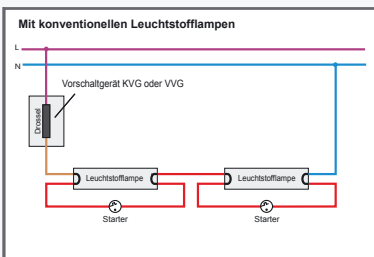 Mit konventionellen Leuchtstofflampen
L
N
Vorschaltgerät KVG oder VVG
Drossel
Leuchtstofflampe
Leuchtstofflampe
Starter
Starter